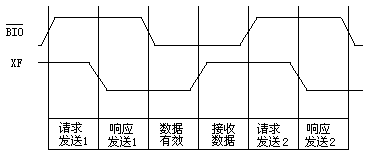 BIO
XF
请求 响应 数据 接收 请求 响应
发送1 发送1 有效 数据 发送2 发送2